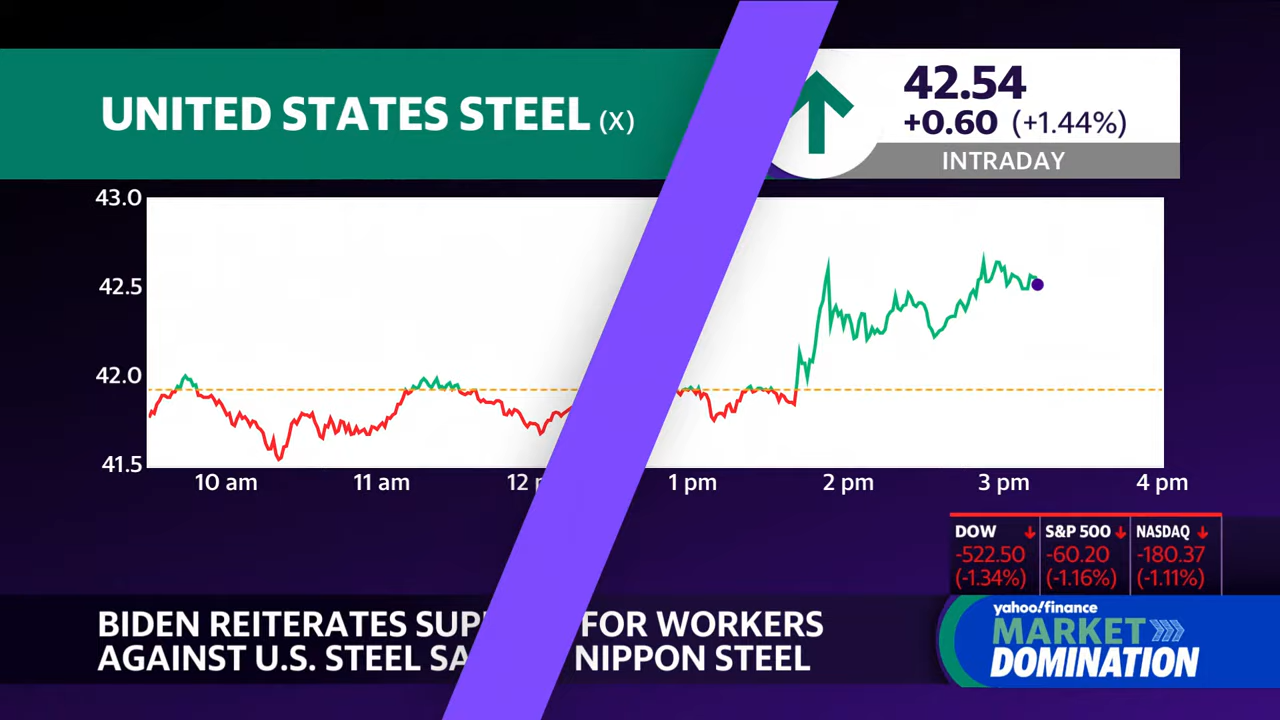 UNITED STATES STEEL (X)
42.54
+0.60 (+1.44%)
INTRADAY
43.0
42.5
42.0
41.5
10 am 11 am 12 1 pm 2 pm 3 pm 4 pm
DOW S&P 500 NASDAQ
-522.50 -60.20 -180.37
(-1.34%) (-1.16%) (-1.11%)
BIDEN REITERATES FOR WORKERS
AGAINST U.S. STEEL NIPPON STEEL
yahoo!finance
MARKET
DOMINATION